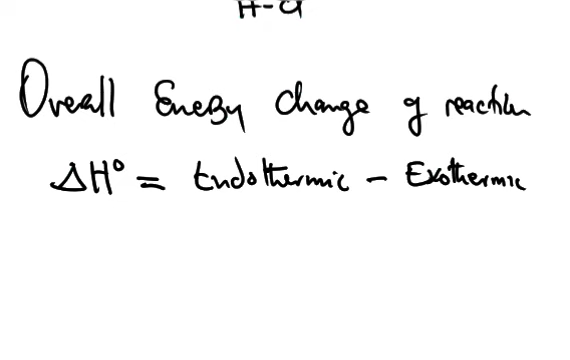 H-Cl
Overall Energy change of reaction
ΔH° = Endothermic - Exothermic